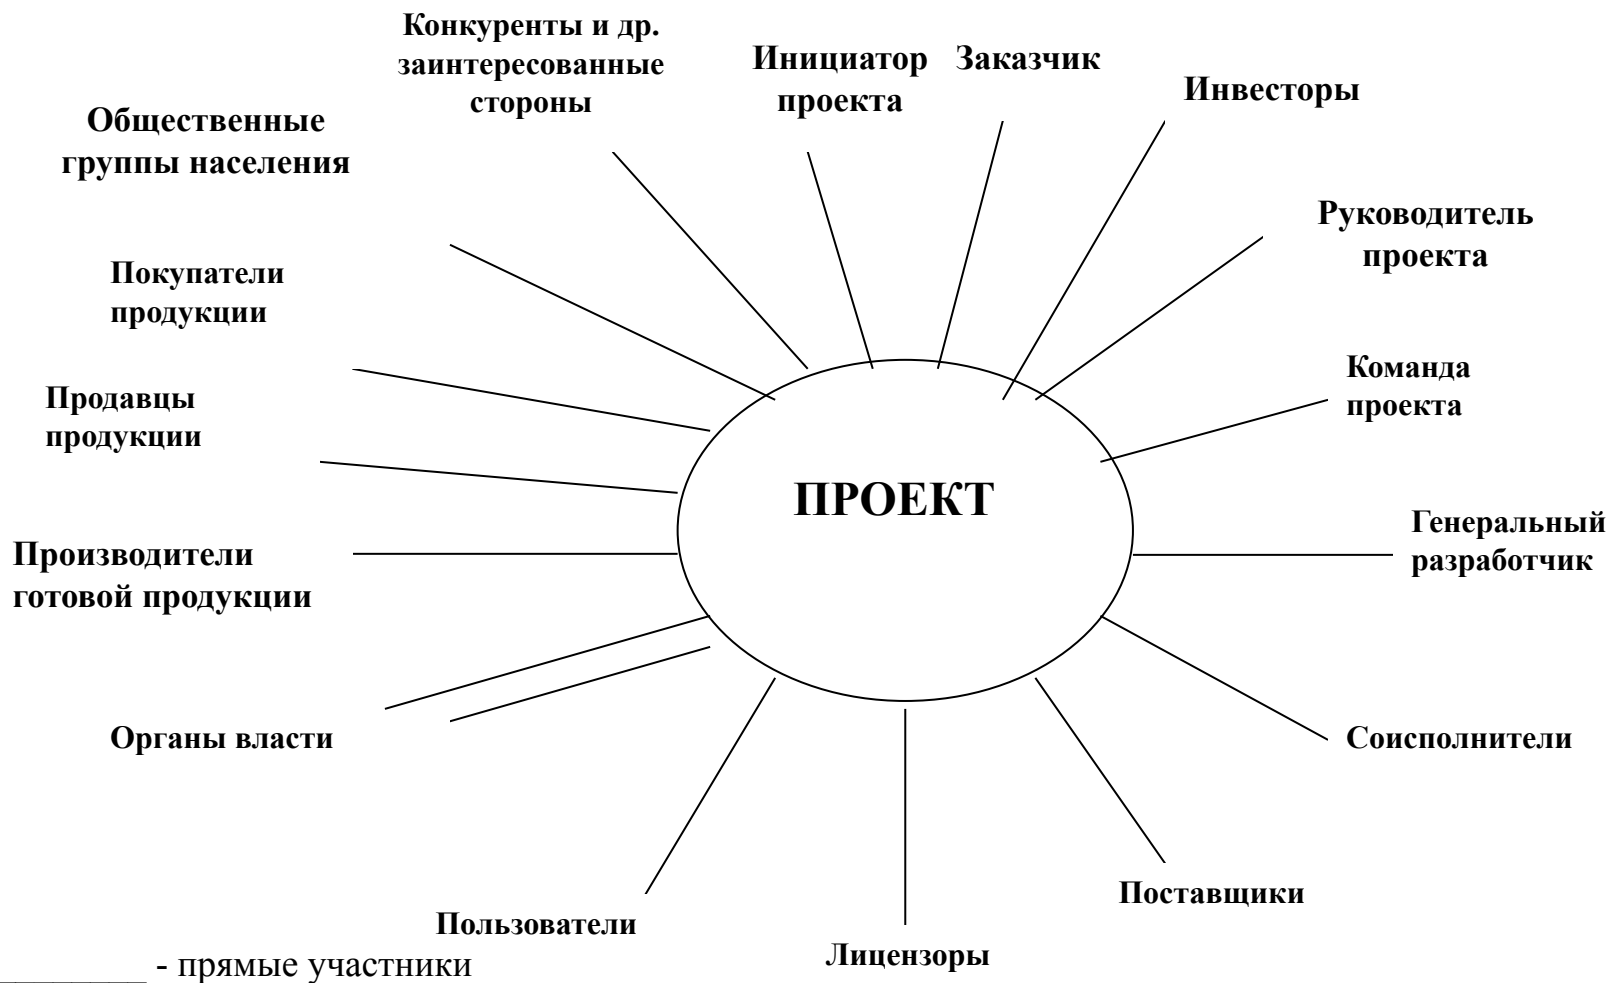 Конкуренты и др.
заинтересованные
стороны
Инициатор
проекта
Заказчик
Инвесторы
Общественные
группы населения
Руководитель
проекта
Покупатели
продукции
Команда
проекта
Продавцы
продукции
ПРОЕКТ
Генеральный
разработчик
Производители
готовой продукции
Органы власти
Соисполнители
Поставщики
Пользователи
Лицензоры
________ - прямые участники